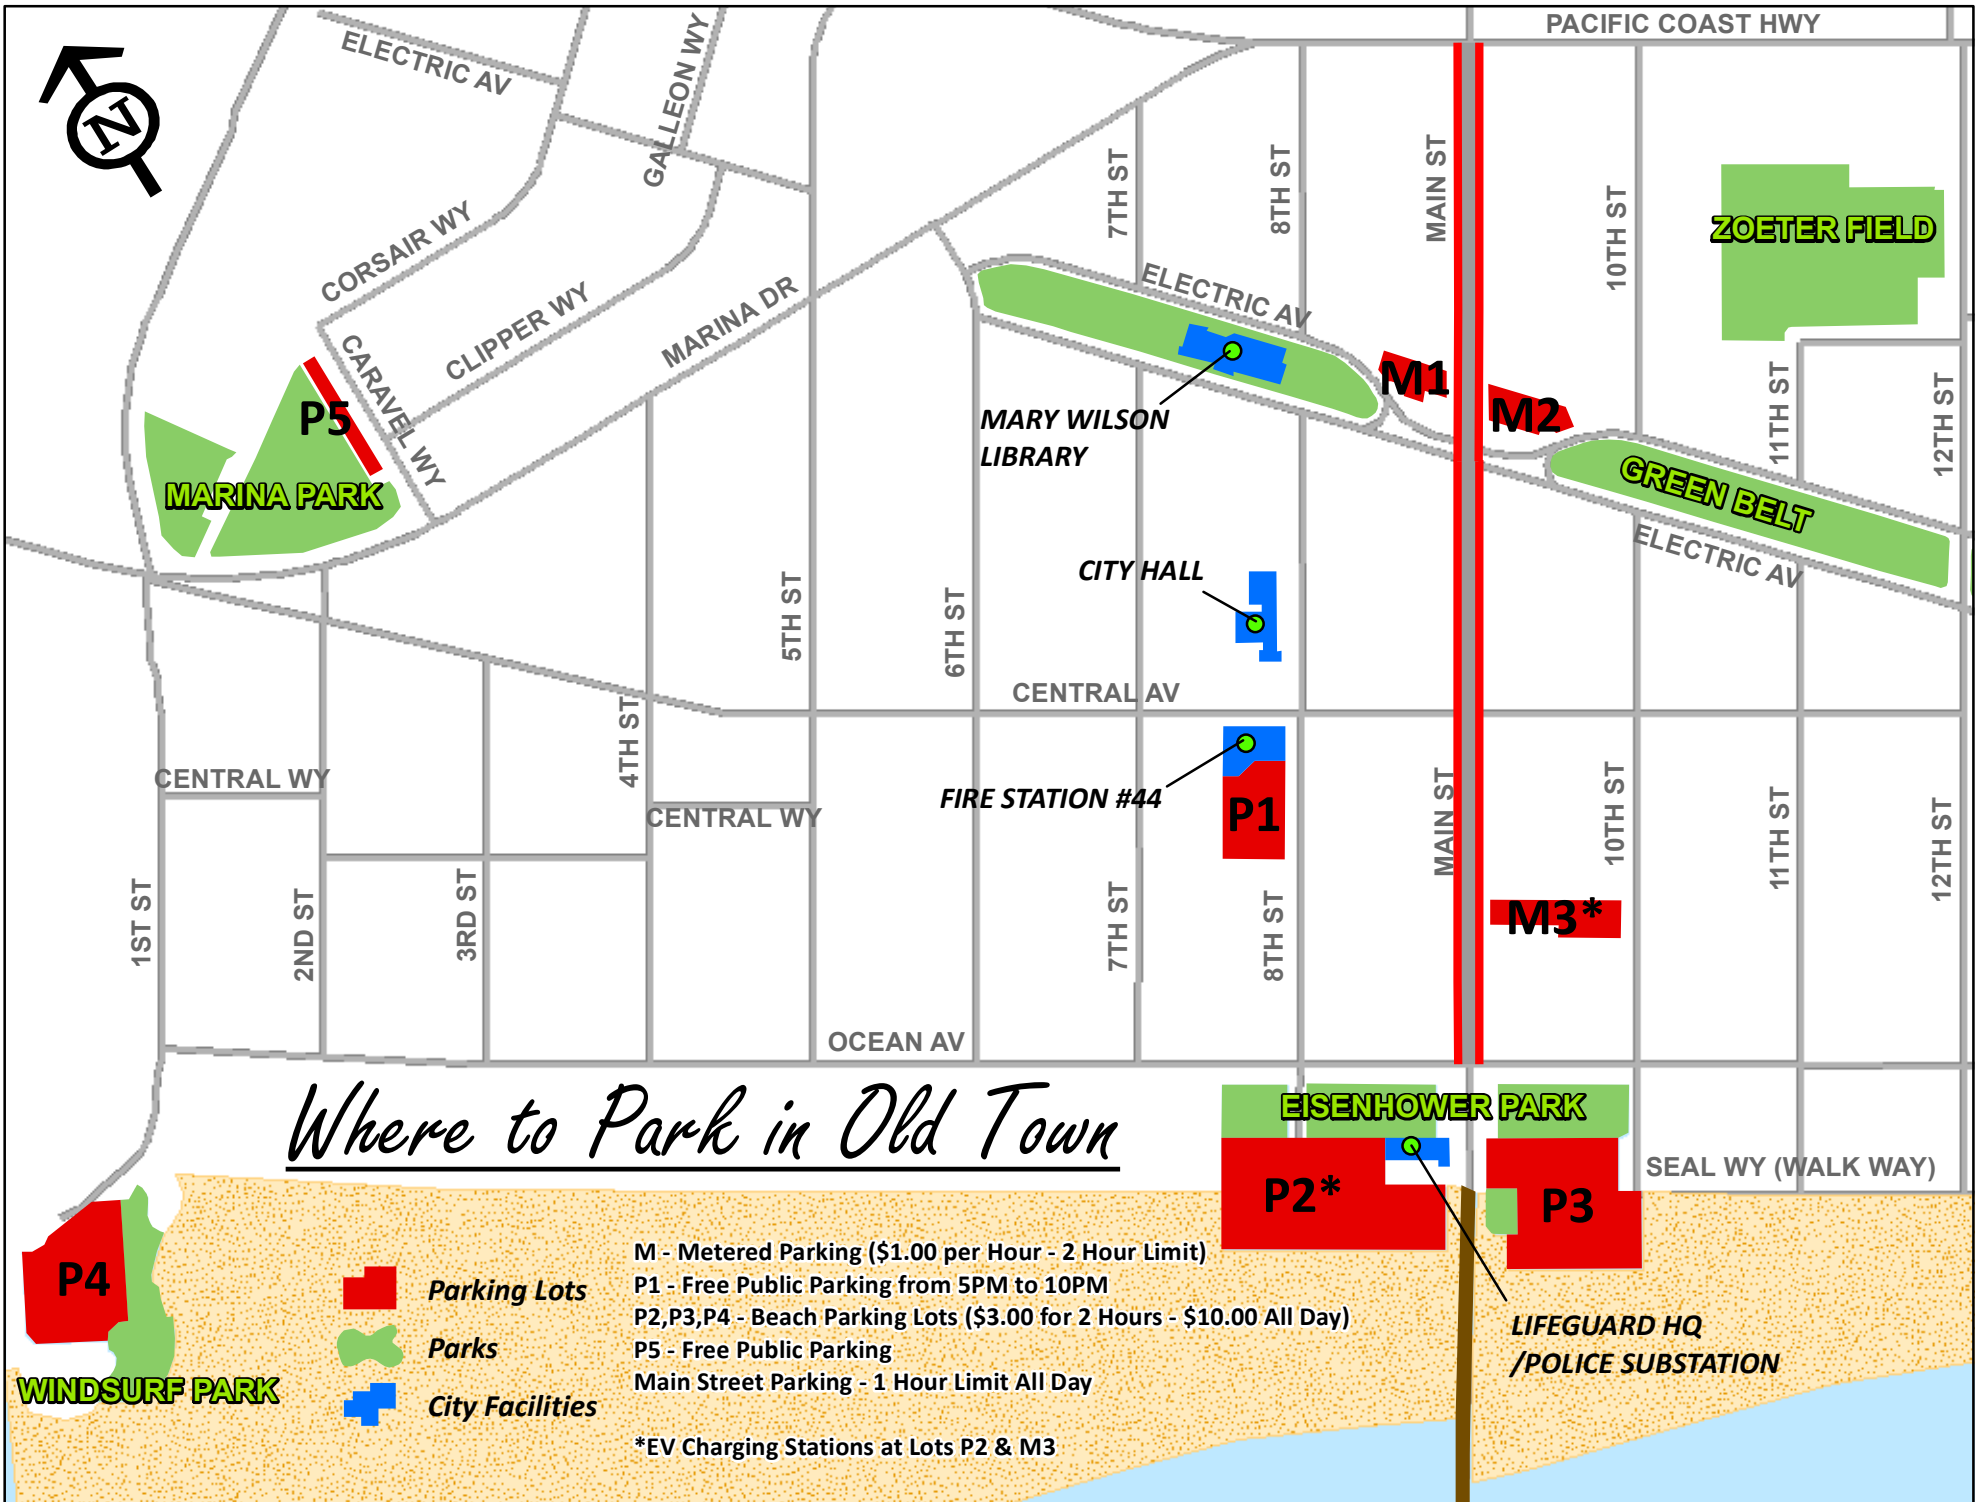 PACIFIC COAST HWY
ELECTRIC AV
GALLEON WY
N
7TH ST
8TH ST
MAIN ST
10TH ST
ZOETER FIELD
CORSAIR WY
CLIPPER WY
MARINA DR
ELECTRIC AV
CARAVEL WY
M1
M2
P5
MARY WILSON
LIBRARY
11TH ST
12TH ST
MARINA PARK
GREEN BELT
ELECTRIC AV
CITY HALL
5TH ST
6TH ST
CENTRAL AV
4TH ST
CENTRAL WY
CENTRAL WY
FIRE STATION #44
P1
MAIN ST
10TH ST
11TH ST
12TH ST
1ST ST
2ND ST
3RD ST
7TH ST
8TH ST
M3*
OCEAN AV
Where to Park in Old Town
EISENHOWER PARK
SEAL WY (WALK WAY)
P2*
P3
P4
WINDSURF PARK
Parking Lots
Parks
City Facilities
M - Metered Parking ($1.00 per Hour - 2 Hour Limit)
P1 - Free Public Parking from 5PM to 10PM
P2,P3,P4 - Beach Parking Lots ($3.00 for 2 Hours - $10.00 All Day)
P5 - Free Public Parking
Main Street Parking - 1 Hour Limit All Day
*EV Charging Stations at Lots P2 & M3
LIFEGUARD HQ
/POLICE SUBSTATION